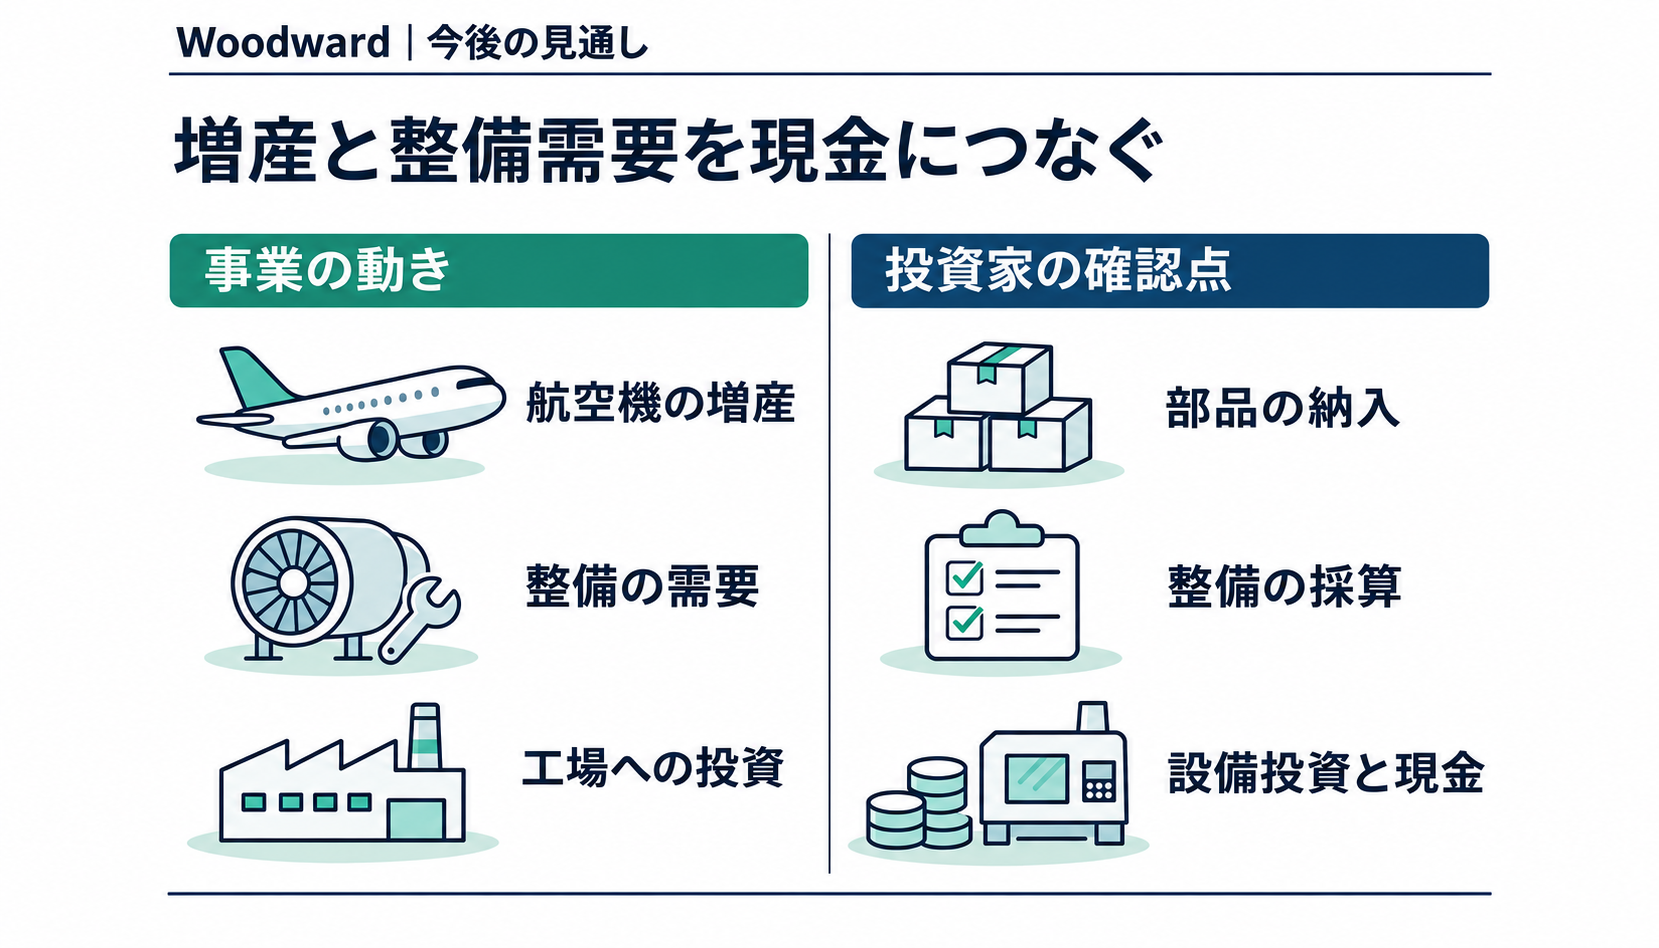 Woodward｜今後の見通し
増産と整備需要を現金につなぐ
事業の動き
航空機の増産
整備の需要
工場への投資
投資家の確認点
部品の納入
整備の採算
設備投資と現金